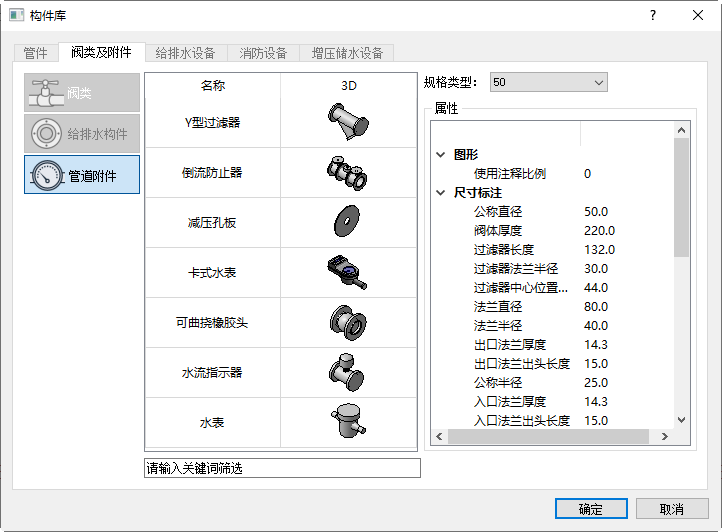 构件库
管件 阀类及附件 给排水设备 消防设备 增压储水设备
阀类
给排水构件
管道附件
名称 3D
Y型过滤器
倒流防止器
减压孔板
卡式水表
可曲挠橡胶头
水流指示器
水表
请输入关键词筛选
规格类型: 50
属性
图形
使用注释比例 0
尺寸标注
公称直径 50.0
阀体厚度 220.0
过滤器长度 132.0
过滤器法兰半径 30.0
过滤器中心位置... 44.0
法兰直径 80.0
法兰半径 40.0
出口法兰厚度 14.3
出口法兰出头长度 15.0
公称半径 25.0
入口法兰厚度 14.3
入口法兰出头长度 15.0
确定 取消